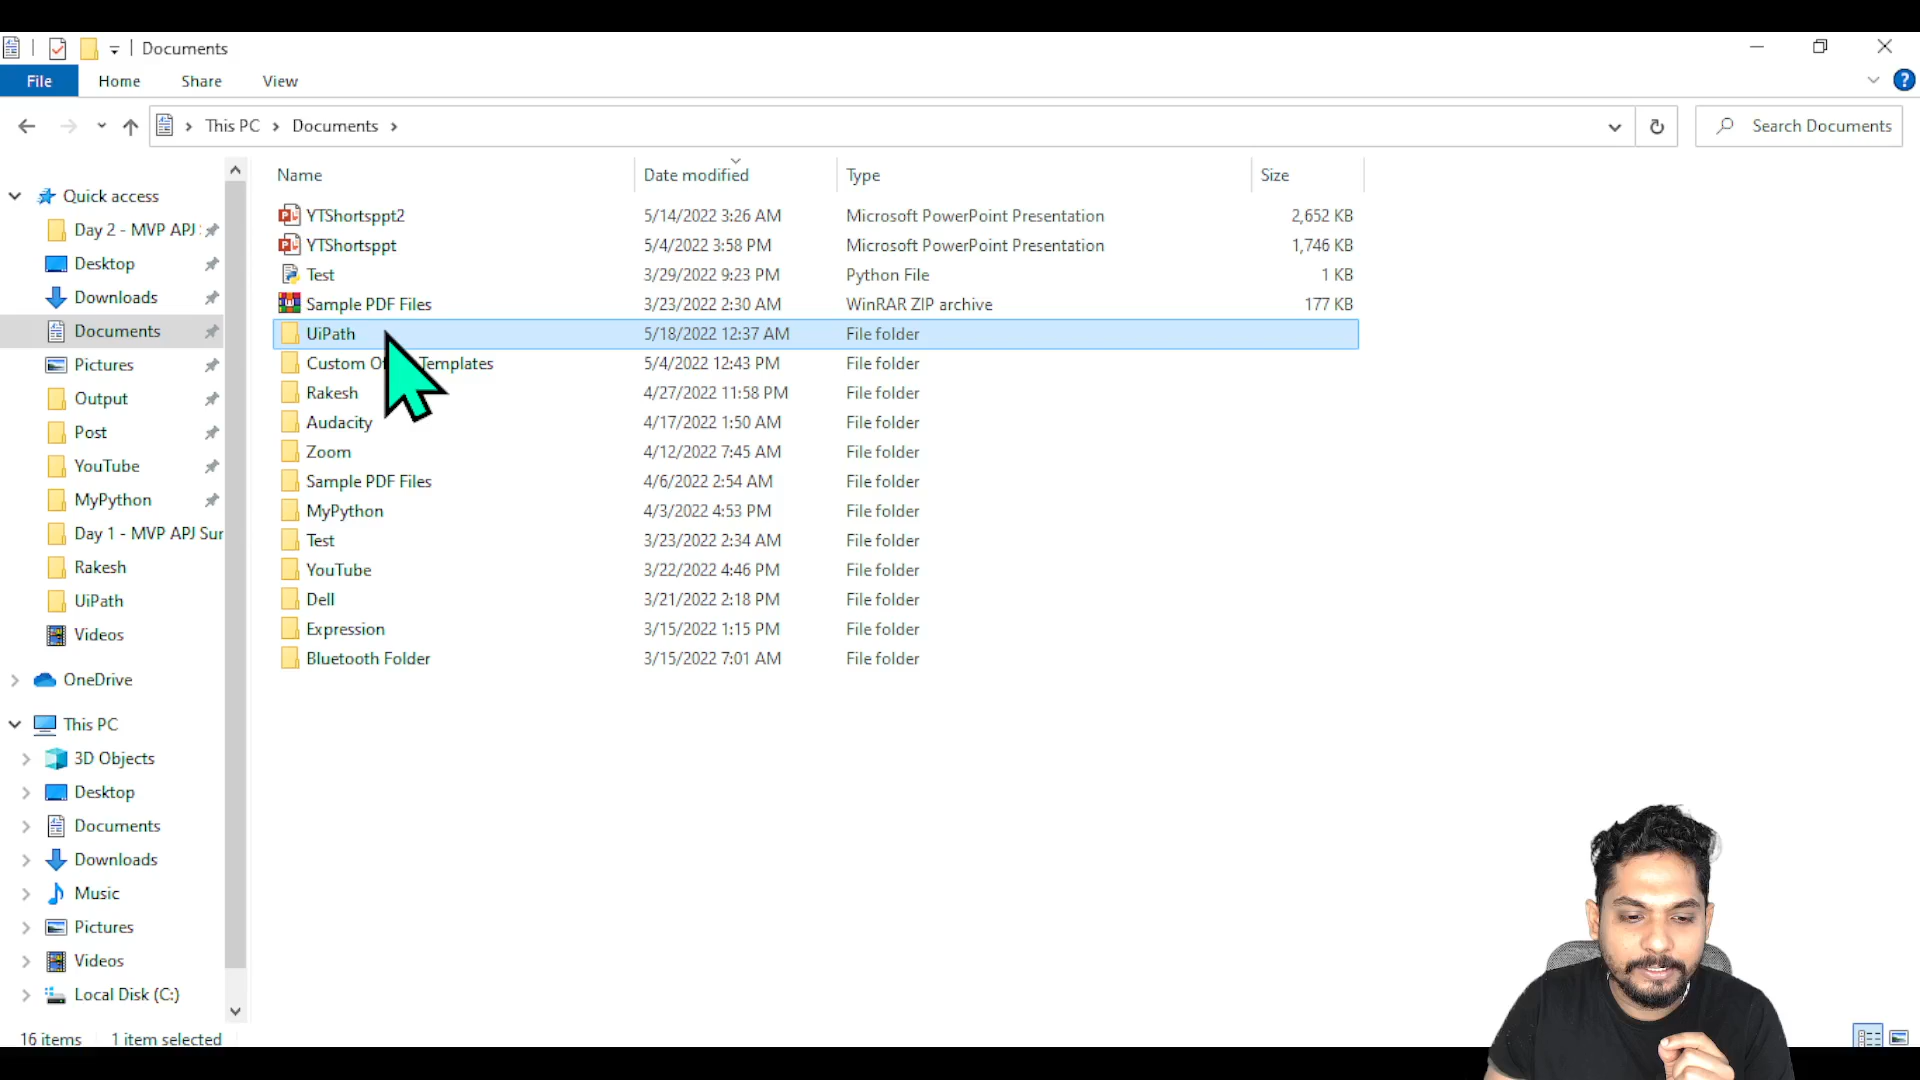 Documents
File Home Share View
This PC Documents Search Documents
Name Date modified Type Size
Quick access
Day 2 - MVP APJ
Desktop
Downloads
Documents
Pictures
Output
Post
YouTube
MyPython
Day 1 - MVP APJ Sur
Rakesh
UiPath
Videos
OneDrive
This PC
3D Objects
Desktop
Documents
Downloads
Music
Pictures
Videos
Local Disk (C:)
YTShortsppt2 5/14/2022 3:26 AM Microsoft PowerPoint Presentation 2,652 KB
YTShortsppt 5/4/2022 3:58 PM Microsoft PowerPoint Presentation 1,746 KB
Test 3/29/2022 9:23 PM Python File 1 KB
Sample PDF Files 3/23/2022 2:30 AM WinRAR ZIP archive 177 KB
UiPath 5/18/2022 12:37 AM File folder
Custom Of Templates 5/4/2022 12:43 PM File folder
Rakesh 4/27/2022 11:58 PM File folder
Audacity 4/17/2022 1:50 AM File folder
Zoom 4/12/2022 7:45 AM File folder
Sample PDF Files 4/6/2022 2:54 AM File folder
MyPython 4/3/2022 4:53 PM File folder
Test 3/23/2022 2:34 AM File folder
YouTube 3/22/2022 4:46 PM File folder
Dell 3/21/2022 2:18 PM File folder
Expression 3/15/2022 1:15 PM File folder
Bluetooth Folder 3/15/2022 7:01 AM File folder
16 items 1 item selected